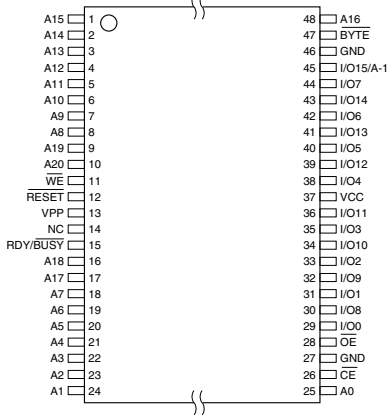 A15 1 48 A16
A14 2 47 BYTE
A13 3 46 GND
A12 4 45 I/O15/A-1
A11 5 44 I/O7
A10 6 43 I/O14
A9 7 42 I/O6
A8 8 41 I/O13
A19 9 40 I/O5
A20 10 39 I/O12
WE 11 38 I/O4
RESET 12 37 VCC
VPP 13 36 I/O11
NC 14 35 I/O3
RDY/BUSY 15 34 I/O10
A18 16 33 I/O2
A17 17 32 I/O9
A7 18 31 I/O1
A6 19 30 I/O8
A5 20 29 I/O0
A4 21 28 OE
A3 22 27 GND
A2 23 26 CE
A1 24 25 A0